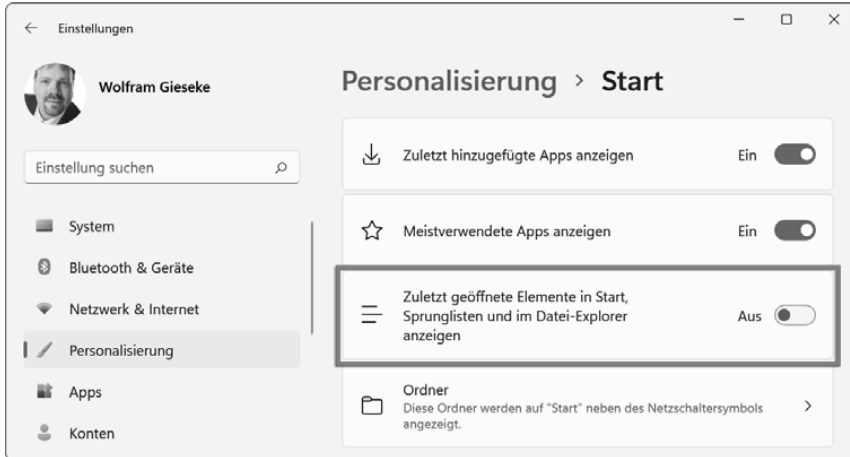 Einstellungen
Wolfram Gieseke
Einstellung suchen
System
Bluetooth & Geräte
Netzwerk & Internet
Personalisierung
Apps
Konten
Personalisierung > Start
Zuletzt hinzugefügte Apps anzeigen Ein
Meistverwendete Apps anzeigen Ein
Zuletzt geöffnete Elemente in Start,
Sprunglisten und im Datei-Explorer Aus
anzeigen
Ordner
Diese Ordner werden auf "Start" neben des Netzschaltersymbols
angezeigt.